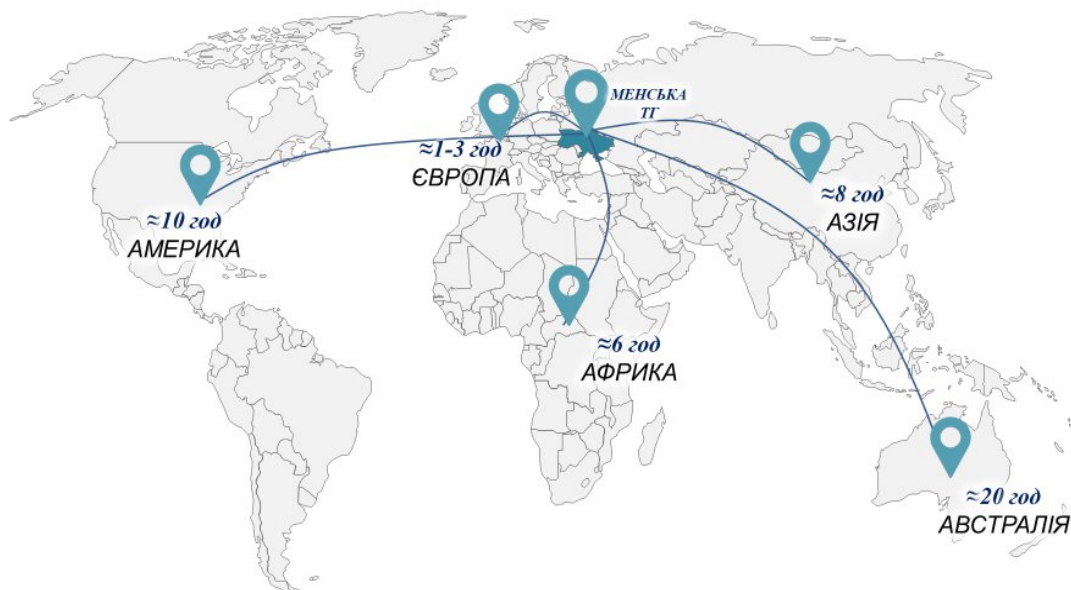 МЕНСЬКА
ТГ
≈1-3 год
ЄВРОПА
≈10 год
АМЕРИКА
≈8 год
АЗІЯ
≈6 год
АФРИКА
≈20 год
АВСТРАЛІЯ